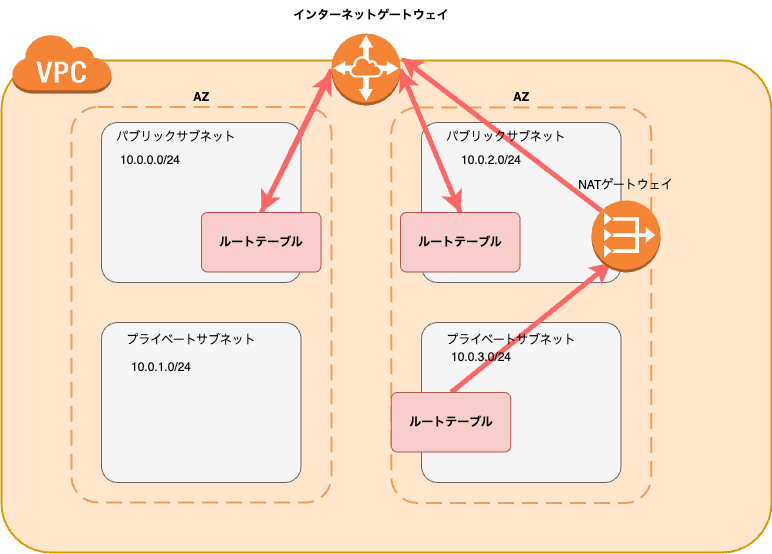 インターネットゲートウェイ
VPC
AZ
AZ
パブリックサブネット
10.0.0.0/24
パブリックサブネット
10.0.2.0/24
NATゲートウェイ
ルートテーブル
ルートテーブル
プライベートサブネット
10.0.1.0/24
プライベートサブネット
10.0.3.0/24
ルートテーブル